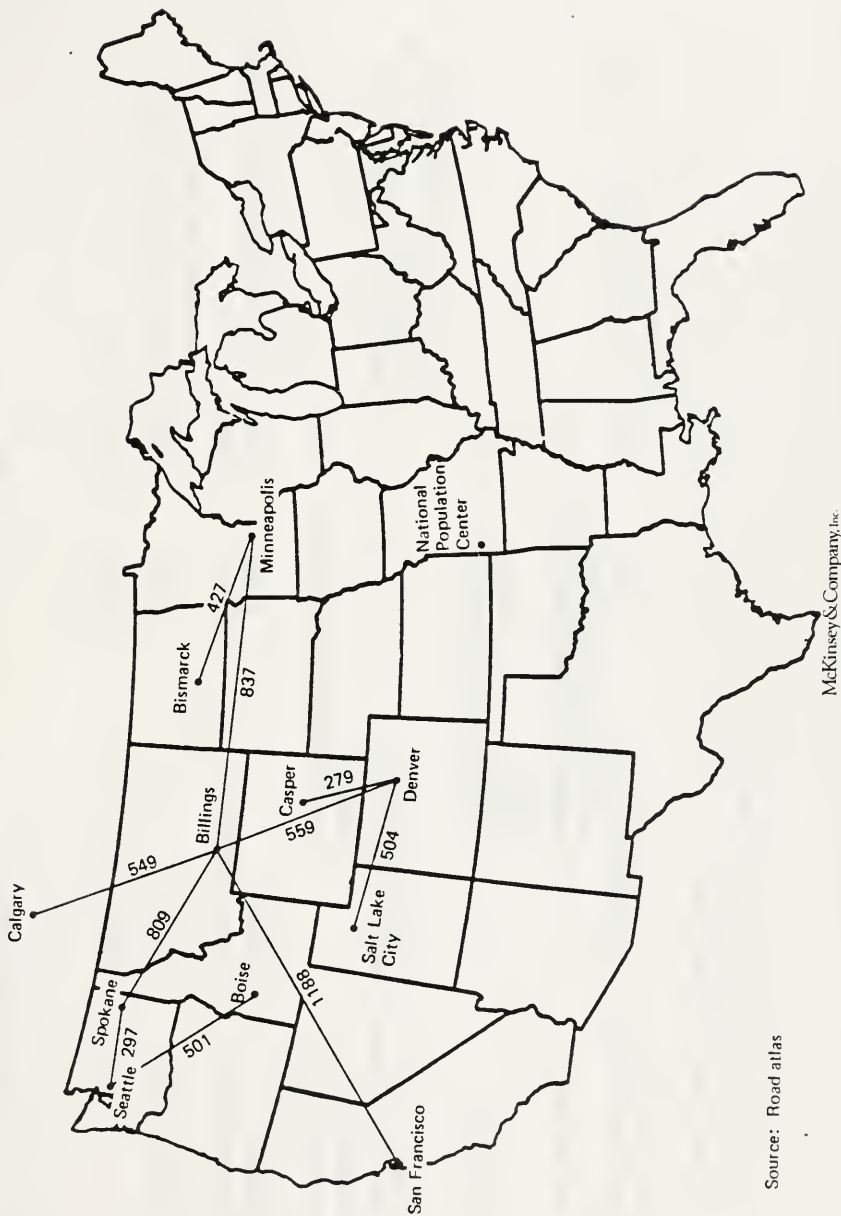 Calgary
549
Spokane
809
Billings
Seattle 297
Boise
501
Bismarck
427
837
Minneapolis
Casper
279
559
Denver
504
Salt Lake
City
1188
San Francisco
National
Population
Center
Source: Road atlas
McKinsey & Company, Inc.